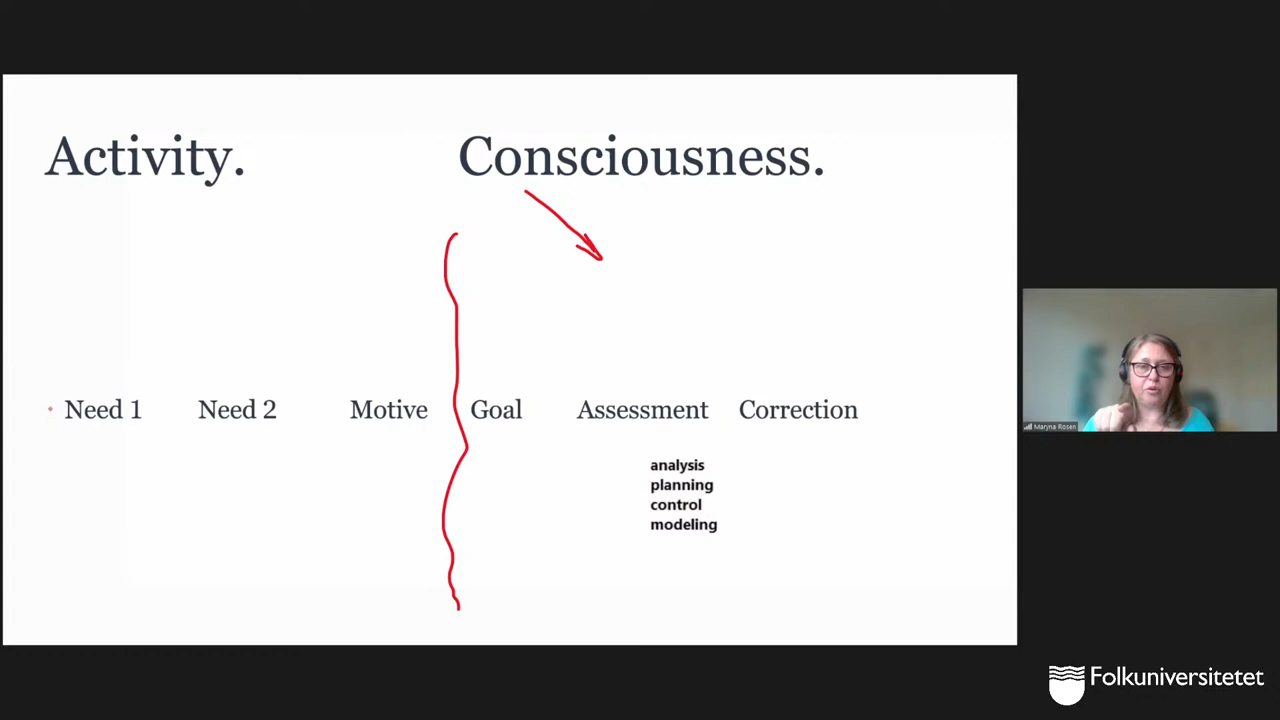 Activity. Consciousness.
Need 1 Need 2 Motive Goal Assessment Correction
analysis
planning
control
modeling
Maryna Rosen
Folkuniversitetet